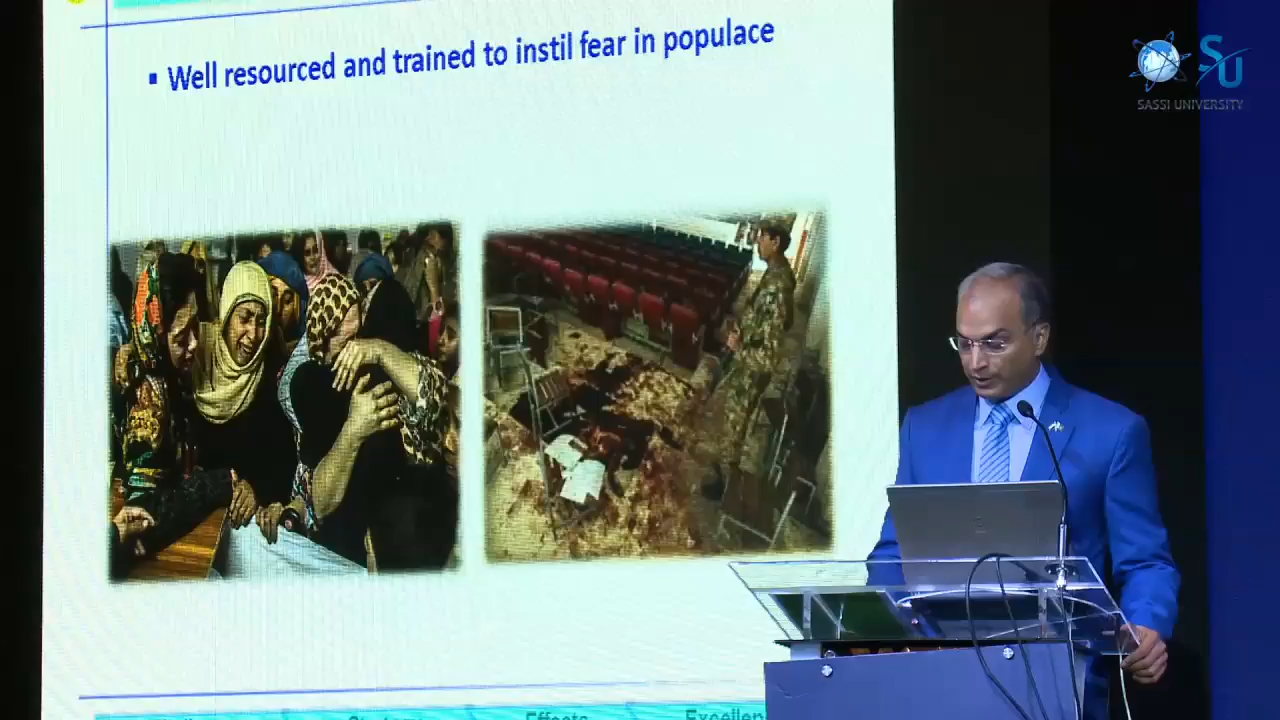 ▪ Well resourced and trained to instil fear in populace
SU
SASSI UNIVERSITY
Effects